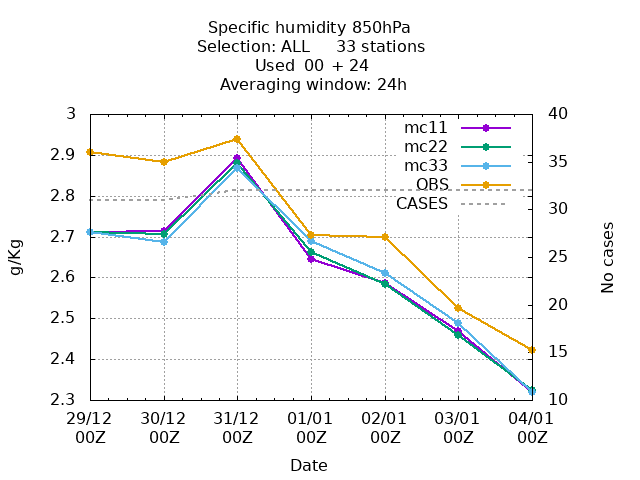 Specific humidity 850hPa
Selection: ALL 33 stations
Used 00 + 24
Averaging window: 24h
3
2.9
2.8
2.7
2.6
2.5
2.4
2.3
g/Kg
mc11
mc22
mc33
OBS
CASES
40
35
30
25
20
15
10
No cases
29/12 30/12 31/12 01/01 02/01 03/01 04/01
00Z 00Z 00Z 00Z 00Z 00Z 00Z
Date